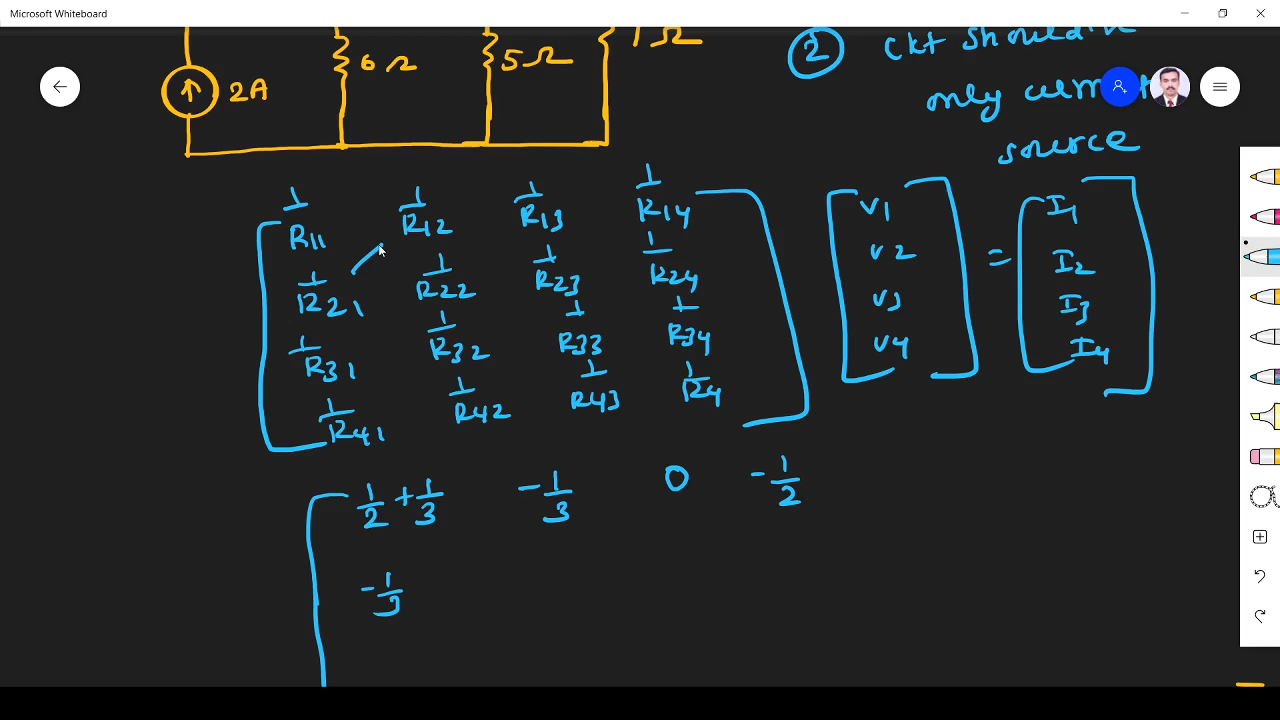 Microsoft Whiteboard
1Ω
② ckt should
2A 6Ω 5Ω
only
source
1/R11 1/R12 1/R13 1/R14 V1 I1
1/R21 1/R22 1/R23 1/R24 V2 = I2
1/R31 1/R32 1/R33 1/R34 V3 I3
1/R41 1/R42 1/R43 1/R4 V4 I4
1/2 + 1/3 -1/3 0 -1/2
-1/3